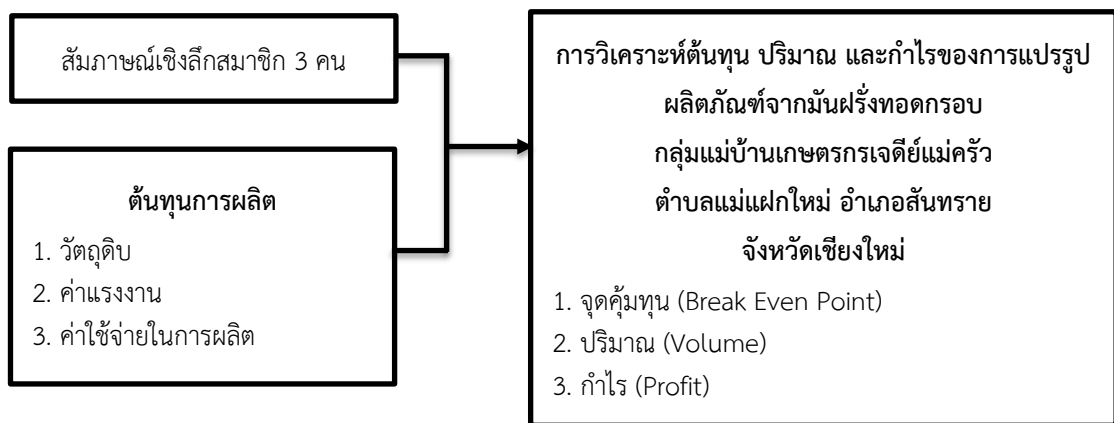 สัมภาษณ์เชิงลึกสมาชิก 3 คน
ต้นทุนการผลิต
1. วัตถุดิบ
2. ค่าแรงงาน
3. ค่าใช้จ่ายในการผลิต
การวิเคราะห์ต้นทุน ปริมาณ และกำไรของการแปรรูป
ผลิตภัณฑ์จากมันฝรั่งทอดกรอบ
กลุ่มแม่บ้านเกษตรกรเจดีย์แม่ครัว
ตำบลแม่แฝกใหม่ อำเภอสันทราย
จังหวัดเชียงใหม่
1. จุดคุ้มทุน (Break Even Point)
2. ปริมาณ (Volume)
3. กำไร (Profit)